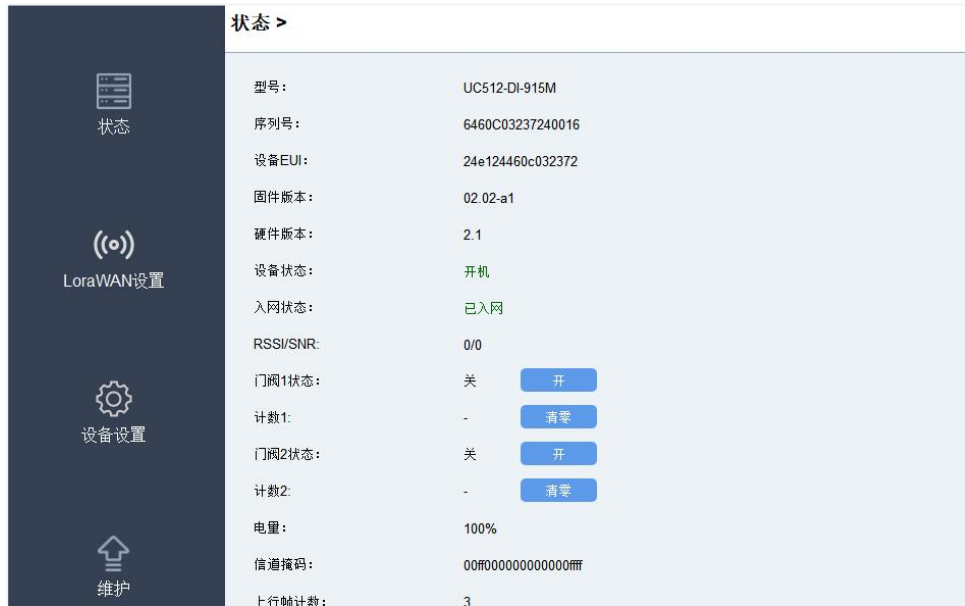 状态 >
状态
LoraWAN设置
设备设置
维护
型号： UC512-DI-915M
序列号： 6460C03237240016
设备EUI： 24e124460c032372
固件版本： 02.02-a1
硬件版本： 2.1
设备状态： 开机
入网状态： 已入网
RSSI/SNR: 0/0
门阀1状态： 关 开
计数1: - 清零
门阀2状态： 关 开
计数2: - 清零
电量： 100%
信道掩码： 00ff000000000000ffff
上行帧计数： 3